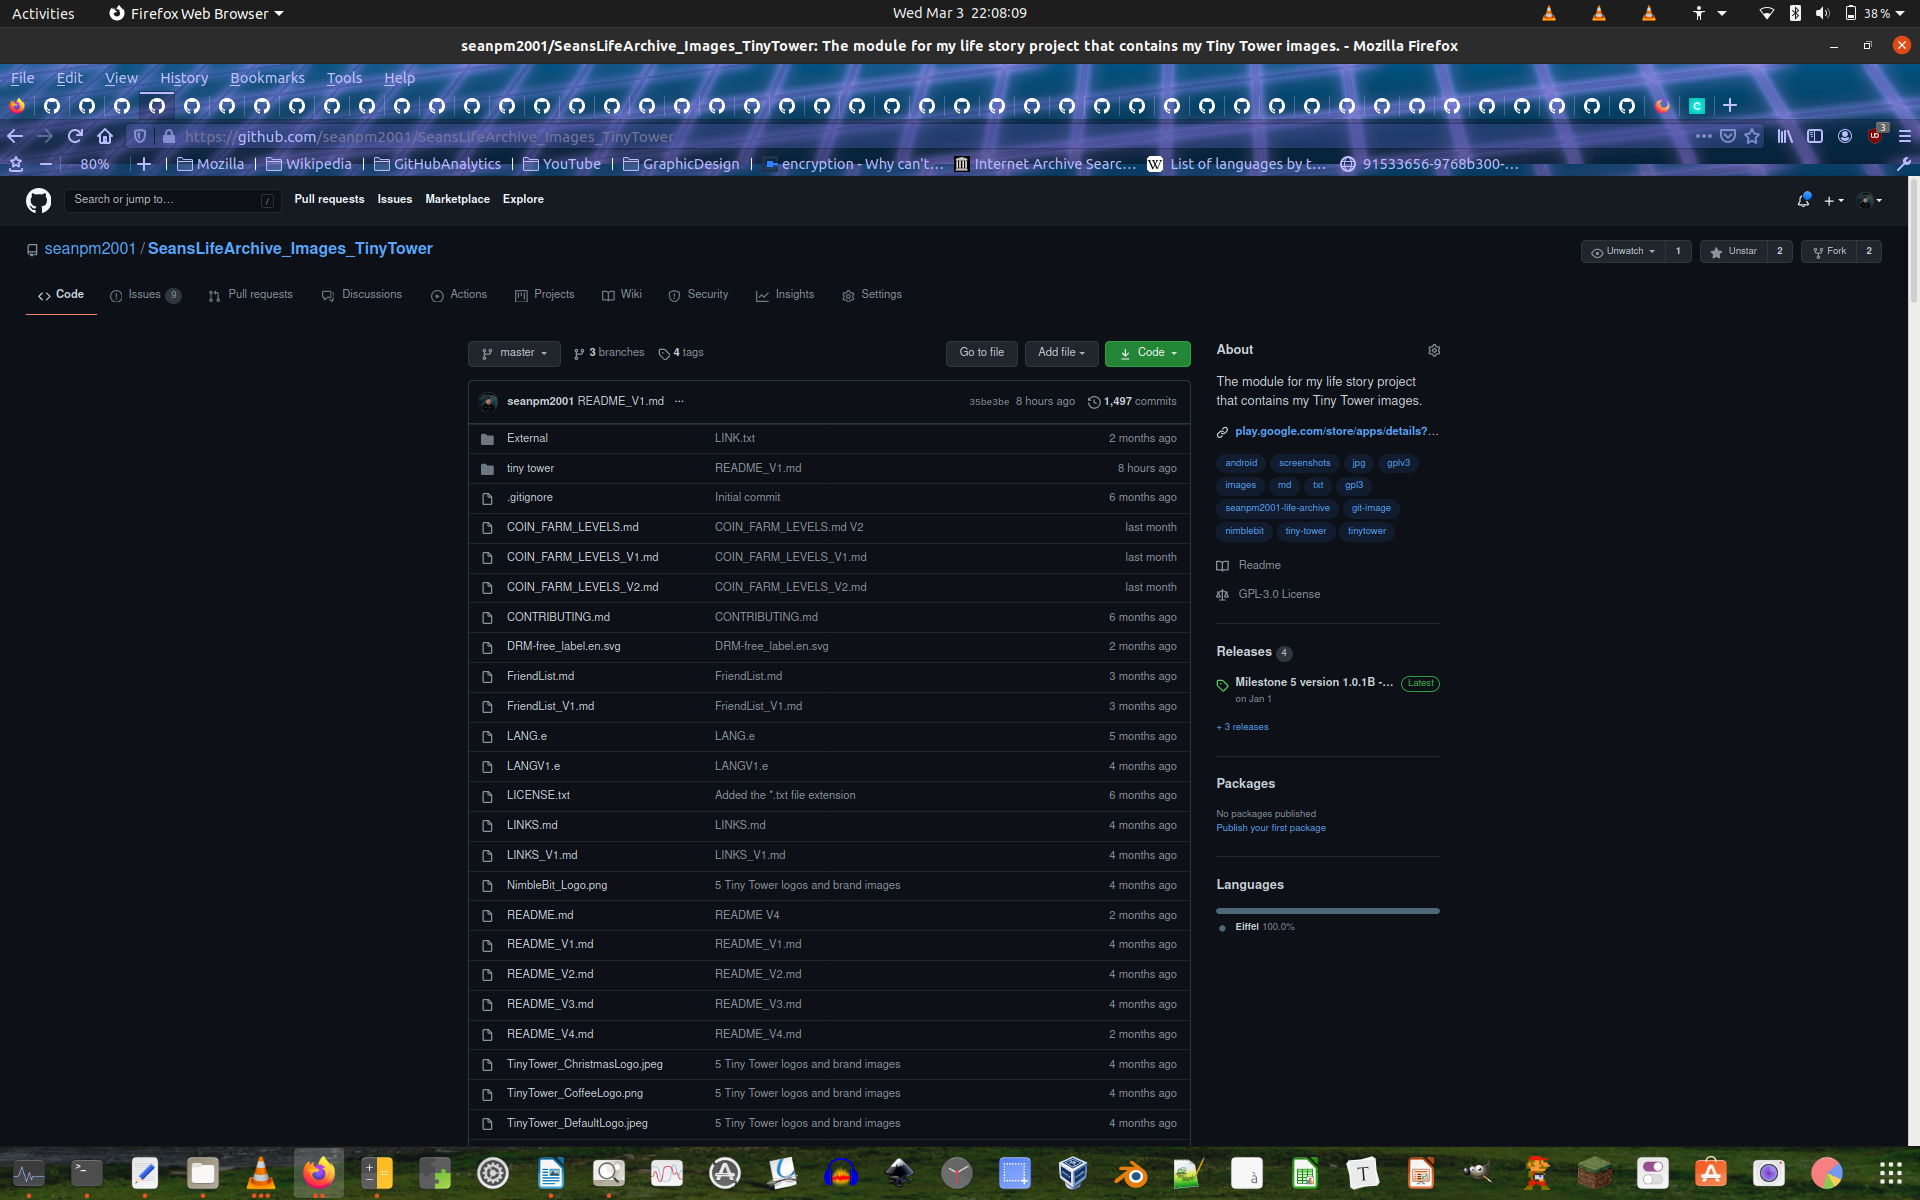 Activities Firefox Web Browser Wed Mar 3 22:08:09 38 %
seanpm2001/SeansLifeArchive_Images_TinyTower: The module for my life story project that contains my Tiny Tower images. - Mozilla Firefox
File Edit View History Bookmarks Tools Help
https://github.com/seanpm2001/SeansLifeArchive_Images_TinyTower 3
80% Mozilla Wikipedia GitHubAnalytics YouTube GraphicDesign encryption - Why can't... Internet Archive Searc... List of languages by t... 91533656-9768b300-...
Search or jump to... / Pull requests Issues Marketplace Explore
seanpm2001 / SeansLifeArchive_Images_TinyTower Unwatch 1 Unstar 2 Fork 2
Code Issues 9 Pull requests Discussions Actions Projects Wiki Security Insights Settings
master 3 branches 4 tags Go to file Add file Code
seanpm2001 README_V1.md ... 35be3be 8 hours ago 1,497 commits
External LINK.txt 2 months ago
tiny tower README_V1.md 8 hours ago
.gitignore Initial commit 6 months ago
COIN_FARM_LEVELS.md COIN_FARM_LEVELS.md V2 last month
COIN_FARM_LEVELS_V1.md COIN_FARM_LEVELS_V1.md last month
COIN_FARM_LEVELS_V2.md COIN_FARM_LEVELS_V2.md last month
CONTRIBUTING.md CONTRIBUTING.md 6 months ago
DRM-free_label.en.svg DRM-free_label.en.svg 2 months ago
FriendList.md FriendList.md 3 months ago
FriendList_V1.md FriendList_V1.md 3 months ago
LANG.e LANG.e 5 months ago
LANGV1.e LANGV1.e 4 months ago
LICENSE.txt Added the *.txt file extension 6 months ago
LINKS.md LINKS.md 4 months ago
LINKS_V1.md LINKS_V1.md 4 months ago
NimbleBit_Logo.png 5 Tiny Tower logos and brand images 4 months ago
README.md README V4 2 months ago
README_V1.md README_V1.md 4 months ago
README_V2.md README_V2.md 4 months ago
README_V3.md README_V3.md 4 months ago
README_V4.md README_V4.md 2 months ago
TinyTower_ChristmasLogo.jpeg 5 Tiny Tower logos and brand images 4 months ago
TinyTower_CoffeeLogo.png 5 Tiny Tower logos and brand images 4 months ago
TinyTower_DefaultLogo.jpeg 5 Tiny Tower logos and brand images 4 months ago
About
The module for my life story project
that contains my Tiny Tower images.
play.google.com/store/apps/details?...
android screenshots jpg gplv3
images md txt gpl3
seanpm2001-life-archive git-image
nimblebit tiny-tower tinytower
Readme
GPL-3.0 License
Releases 4
Milestone 5 version 1.0.1B -... Latest
on Jan 1
+ 3 releases
Packages
No packages published
Publish your first package
Languages
Eiffel 100.0%